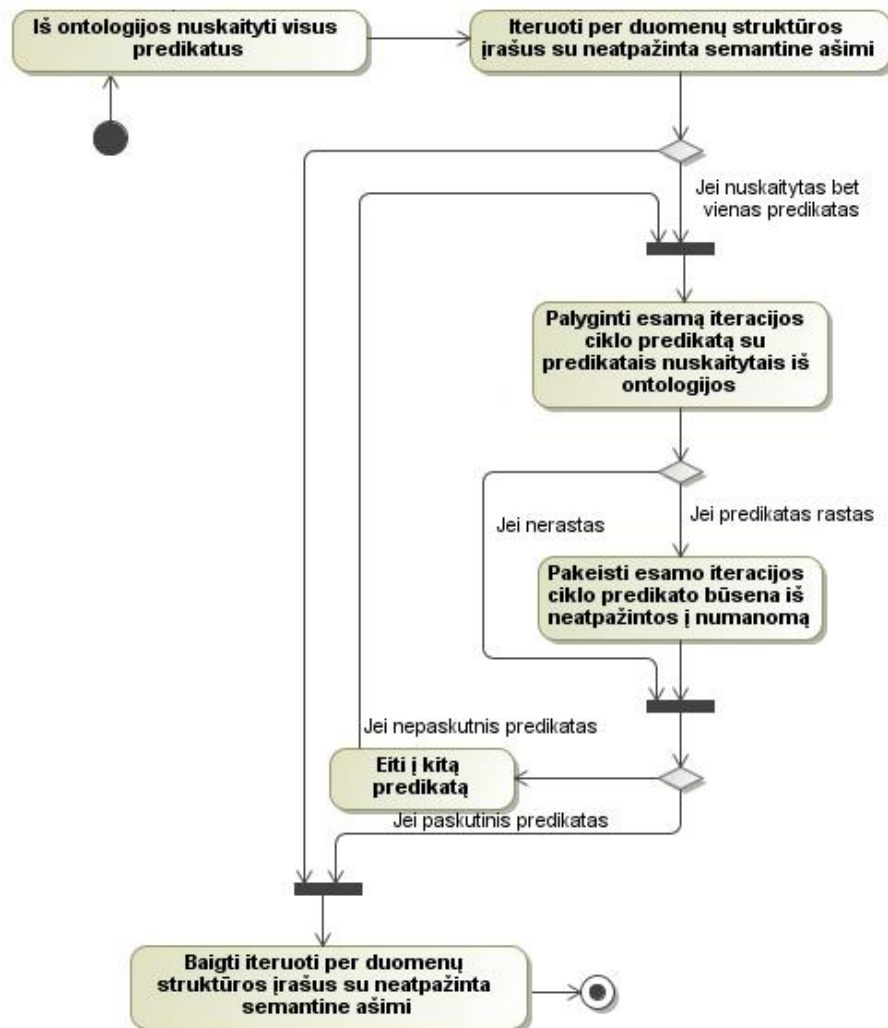 Iš ontologijos nuskaityti visus
predikatus
Iteruoti per duomenų struktūros
įrašus su neatpažinta semantine ašimi
Jei nuskaitytas bet
vienas predikatas
Palyginti esamą iteracijos
ciklo predikatą su
predikatais nuskaitytais iš
ontologijos
Jei nerastas
Jei predikatas rastas
Pakeisti esamo iteracijos
ciklo predikato būsena iš
neatpažintos į numanomą
Jei nepaskutnis predikatas
Eiti į kitą
predikatą
Jei paskutinis predikatas
Baigti iteruoti per duomenų
struktūros įrašus su neatpažinta
semantine ašimi